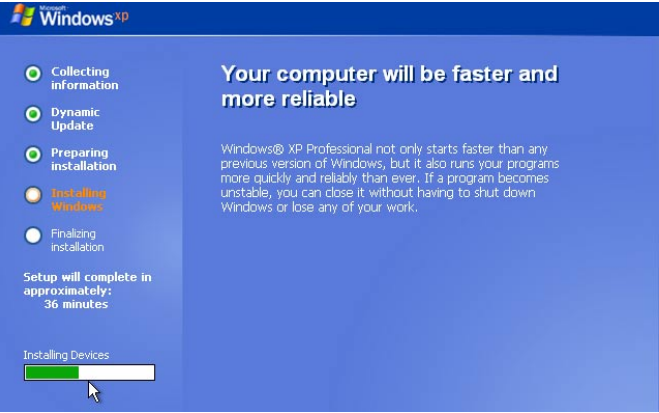 Microsoft
Windows xp
Collecting
information
Dynamic
Update
Preparing
installation
Installing
Windows
Finalizing
installation
Setup will complete in
approximately:
36 minutes
Installing Devices
Your computer will be faster and
more reliable
Windows® XP Professional not only starts faster than any
previous version of Windows, but it also runs your programs
more quickly and reliably than ever. If a program becomes
unstable, you can close it without having to shut down
Windows or lose any of your work.